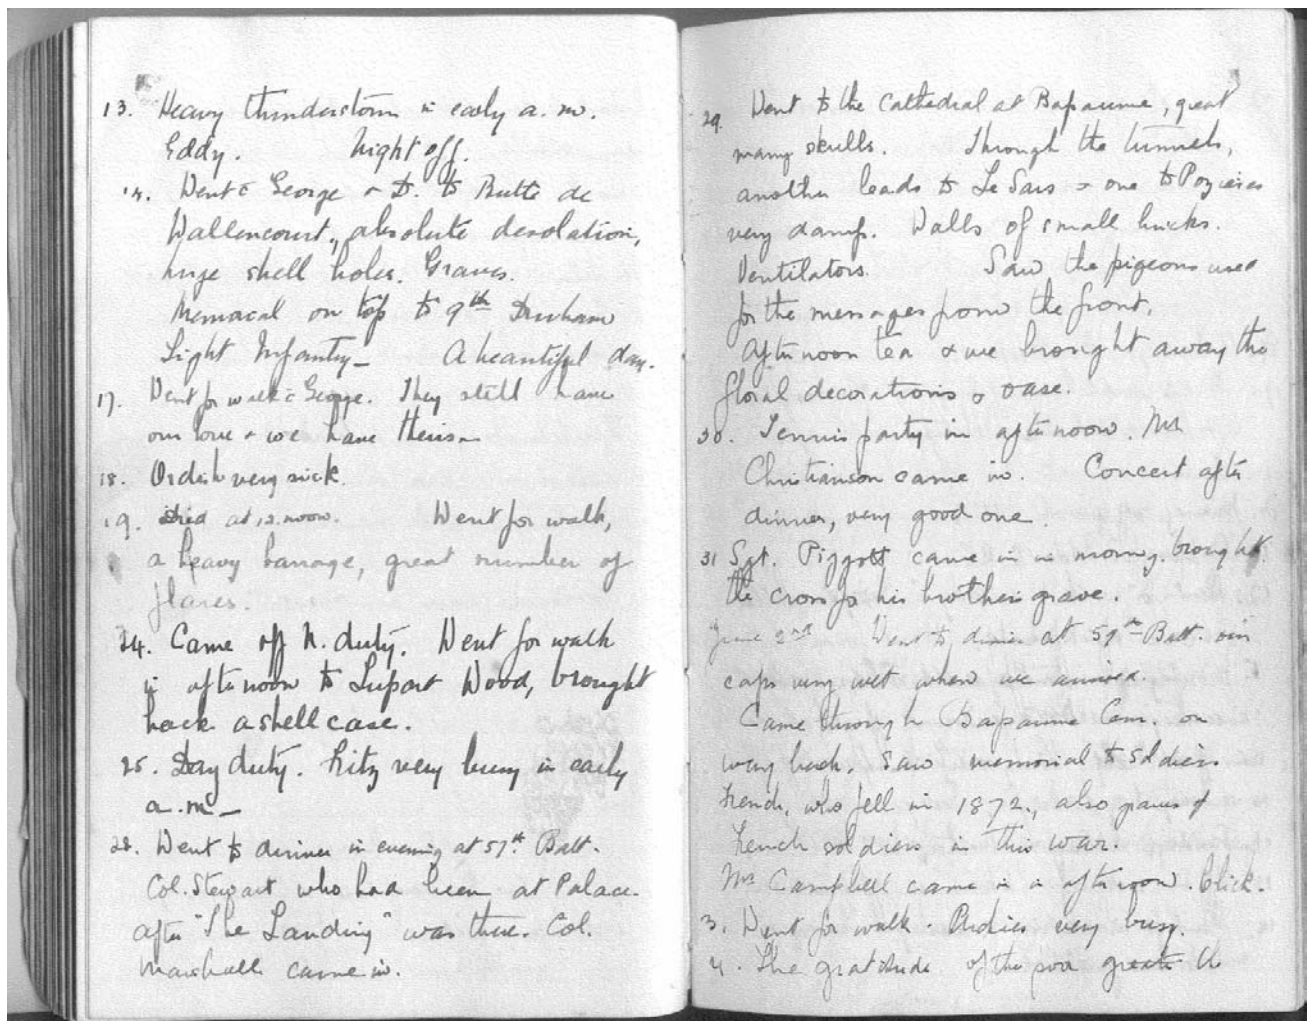 13. Heavy thunderstorm in early a.m.
Eddy. Night off.
14. Went c̄ George & D. to Butte de
Wallencourt, absolute desolation,
huge shell holes. Graves.
Memorial on top to 9th Durham
Light Infantry - A beautiful day.
17. Went for walk c̄ George. They still have
our love & we have theirs -
18. Ordish very sick.
19. Died at 12. noon. Went for walk,
a heavy barrage, great number of
flares.
24. Came off N. duty. Went for walk
in afternoon to Lupart Wood, brought
back a shell case.
25. Day duty. Fritz very busy in early
a.m -
28. Went to dinner in evening at 57th Batt.
Col. Stewart who had been at Palace
after "The Landing" was there. Col.
Marshall came in.
29. Went to the Cathedral at Bapaume, great
many skulls. Through the tunnels,
another leads to Le Sars & one to Pozieres
very damp. Walls of small bricks.
Ventilators. Saw the pigeons used
for the messages from the front.
Afternoon tea & we brought away the
floral decorations & vase.
30. Tennis party in afternoon. Mr
Christianson came in. Concert after
dinner, very good one.
31 Sgt. Piggott came in in morng. brought
the cross for his brothers grave.
June 2nd Went to dinner at 57th Batt. our
caps very wet when we arrived.
Came through Bapaume Cem. on
way back. Saw memorial to soldiers
French, who fell in 1872., also graves of
French soldiers in this war.
Mr Campbell came in in afternoon.
3. Went for walk. Archies very busy.
4. The gratitude of the poor